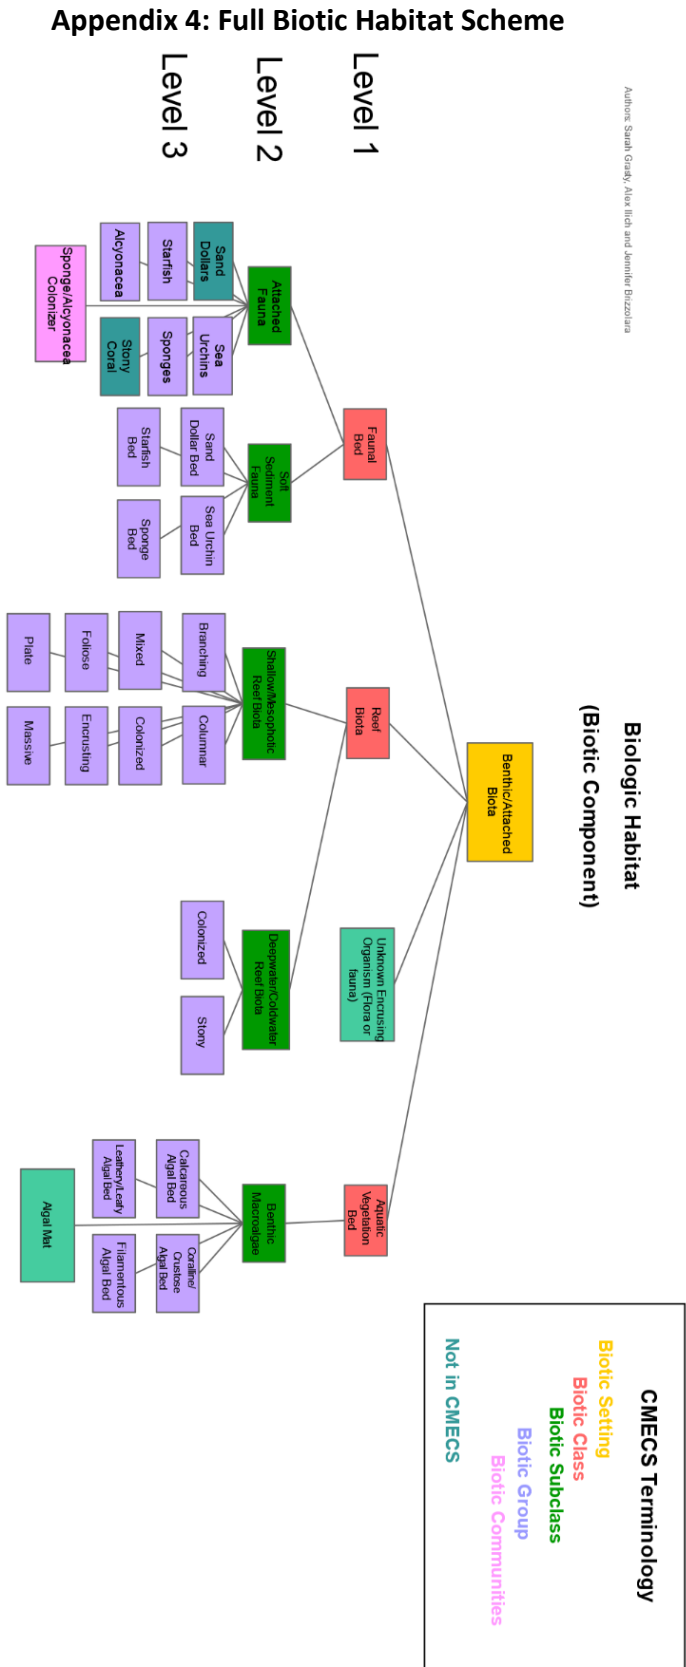 Appendix 4: Full Biotic Habitat Scheme
Authors: Sarah Grasty, Alex Ilich and Jennifer Brizzolara
Biologic Habitat
(Biotic Component)
Benthic/Attached
Biota
Level 1
Faunal
Bed
Reef
Biota
Unknown Encrusing
Organism (Flora or
fauna)
Aquatic
Vegetation
Bed
Level 2
Attached
Fauna
Soft
Sediment
Fauna
Shallow/Mesophotic
Reef Biota
Deepwater/Coldwater
Reef Biota
Benthic
Macroalgae
Level 3
Sand
Dollars
Sea
Urchins
Starfish
Sponges
Alcyonacea
Stony
Coral
Sponge/Alcyonacea
Colonizer
Sand
Dollar Bed
Sea Urchin
Bed
Starfish
Bed
Sponge
Bed
Branching
Columnar
Mixed
Colonized
Foliose
Encrusting
Plate
Massive
Colonized
Stony
Calcareous
Algal Bed
Coralline/
Crustose
Algal Bed
Leathery/Leafy
Algal Bed
Filamentous
Algal Bed
Algal Mat
CMECS Terminology
Biotic Setting
Biotic Class
Biotic Subclass
Biotic Group
Biotic Communities
Not in CMECS